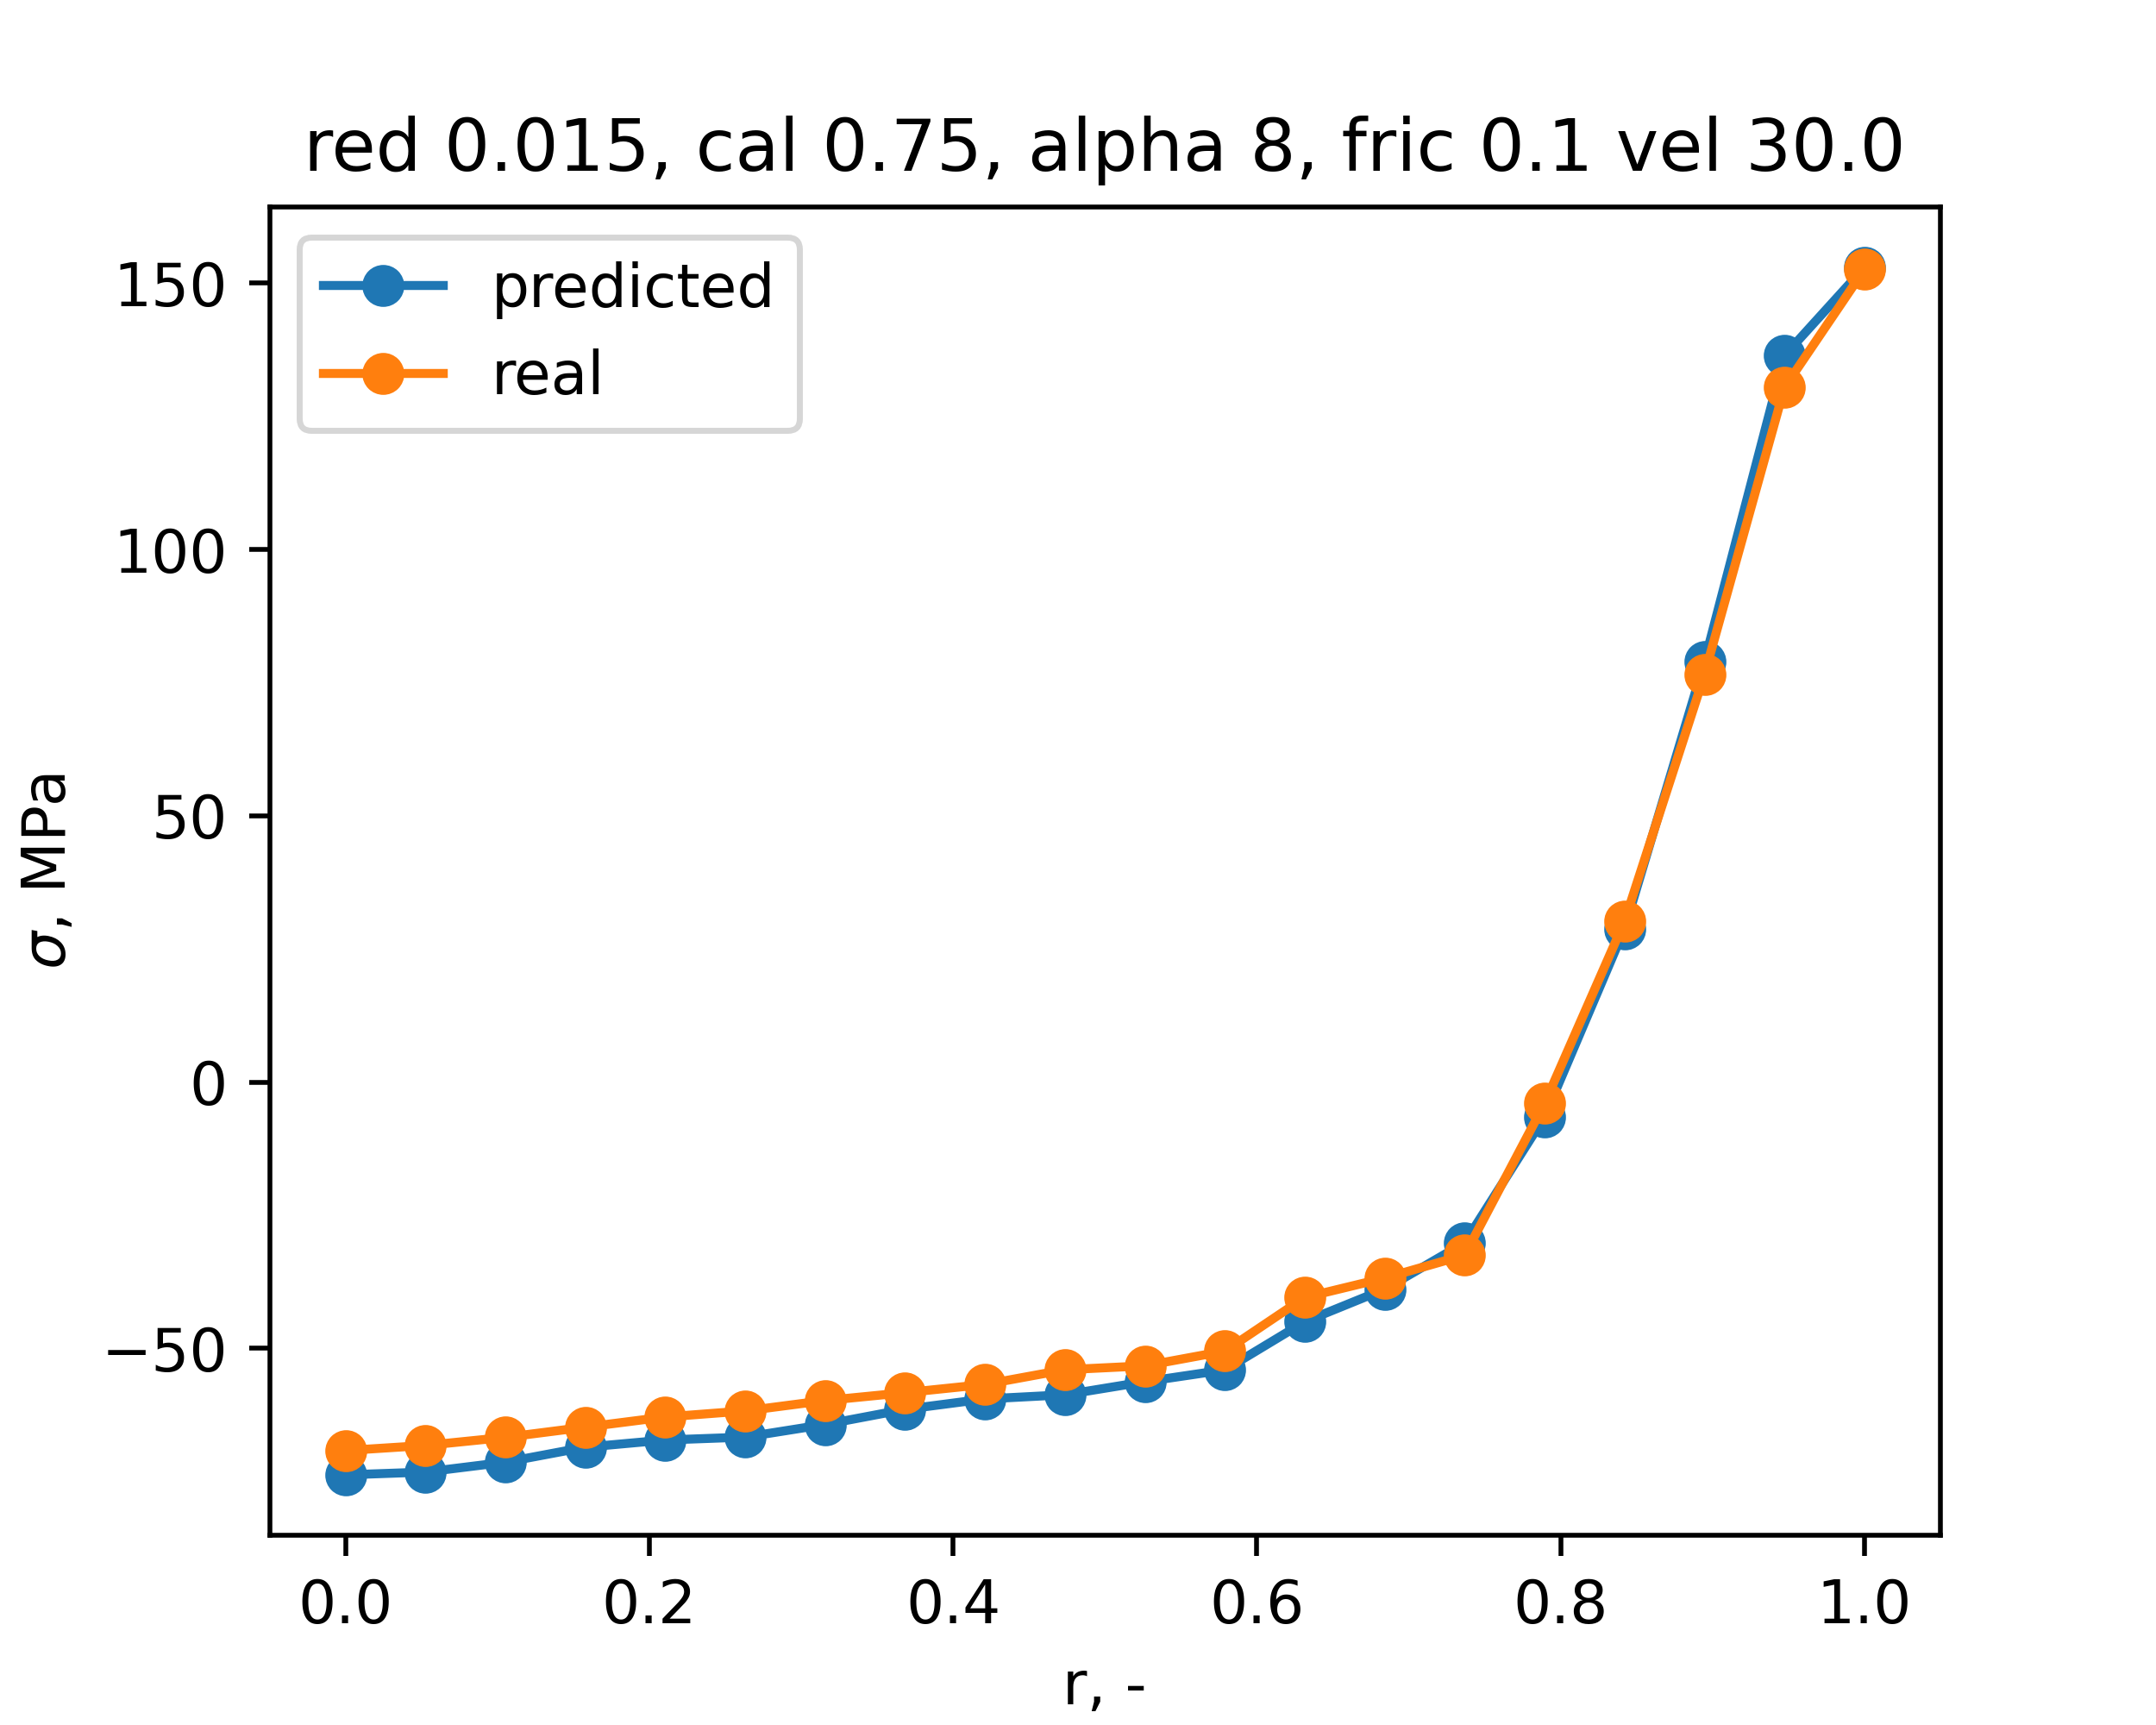 red 0.015, cal 0.75, alpha 8, fric 0.1 vel 30.0
predicted
real
150
100
50
0
−50
σ, MPa
0.0 0.2 0.4 0.6 0.8 1.0
r, -